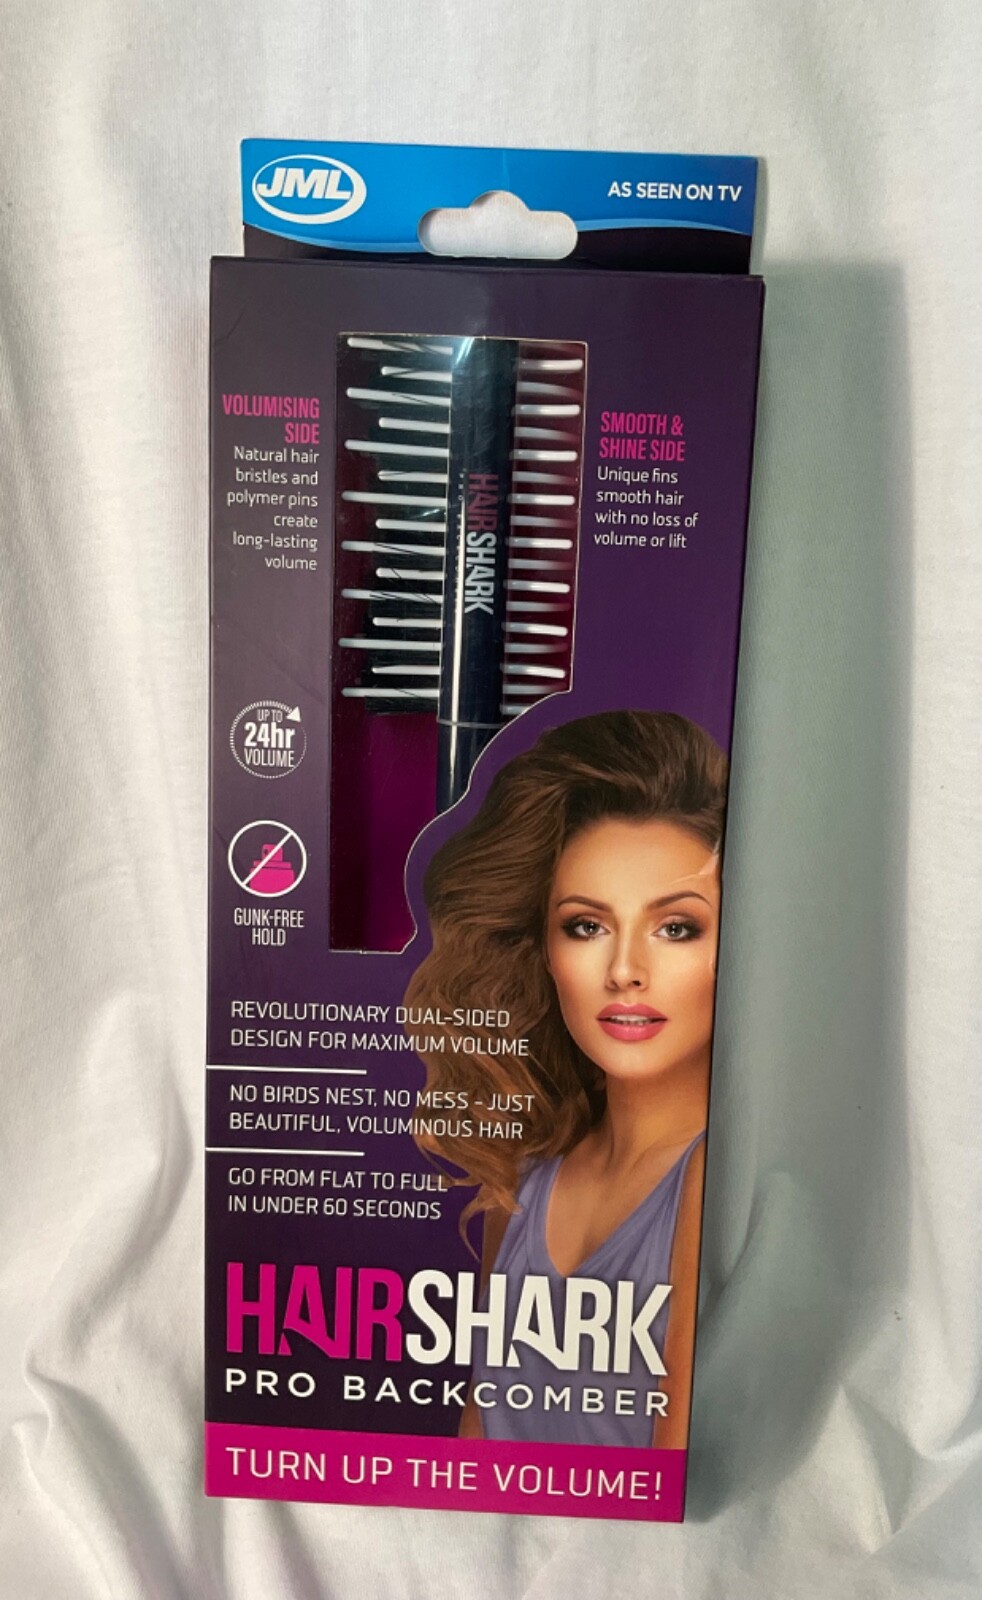 JML
AS SEEN ON TV
VOLUMISING
SIDE
Natural hair
bristles and
polymer pins
create
long-lasting
volume
SMOOTH &
SHINE SIDE
Unique fins
smooth hair
with no loss of
volume or lift
HAIRSHARK
UP TO
24hr
VOLUME
GUNK-FREE
HOLD
REVOLUTIONARY DUAL-SIDED
DESIGN FOR MAXIMUM VOLUME
NO BIRDS NEST, NO MESS - JUST
BEAUTIFUL, VOLUMINOUS HAIR
GO FROM FLAT TO FULL
IN UNDER 60 SECONDS
HAIRSHARK
PRO BACKCOMBER
TURN UP THE VOLUME!